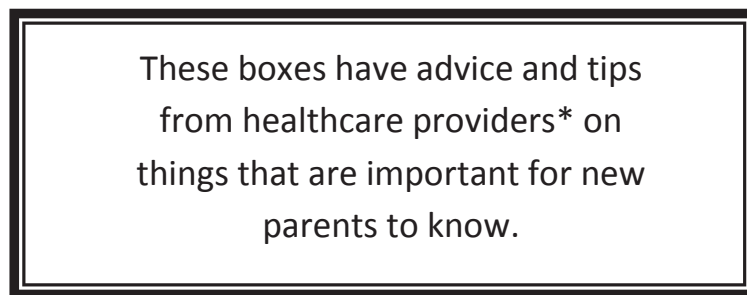 These boxes have advice and tips
from healthcare providers* on
things that are important for new
parents to know.